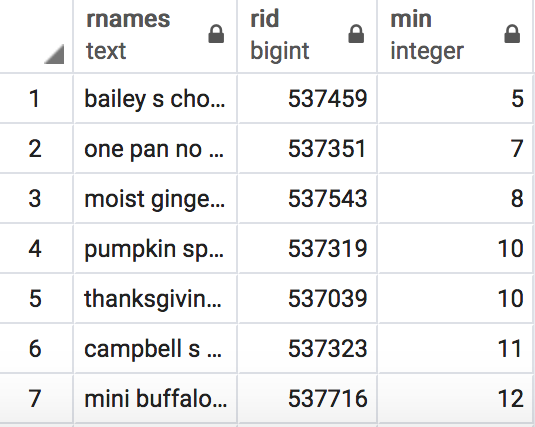 rnames rid min
text bigint integer
1 bailey s cho... 537459 5
2 one pan no ... 537351 7
3 moist ginge... 537543 8
4 pumpkin sp... 537319 10
5 thanksgivin... 537039 10
6 campbell s ... 537323 11
7 mini buffalo... 537716 12